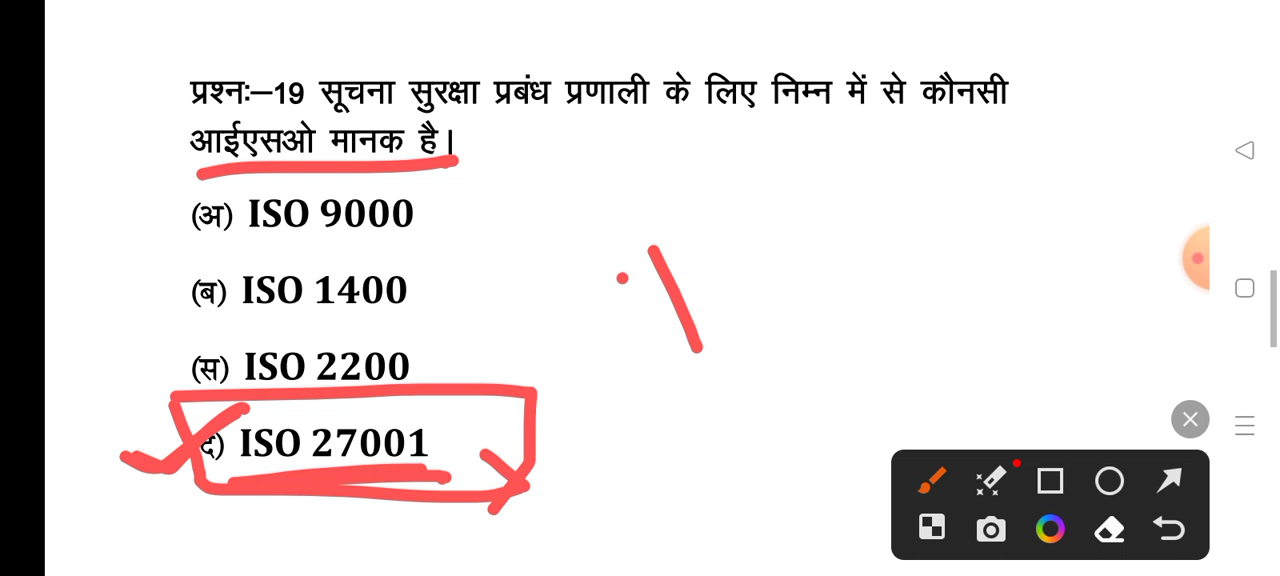 प्रश्नः–19 सूचना सुरक्षा प्रबंध प्रणाली के लिए निम्न में से कौनसी
आईएसओ मानक है।
(अ) ISO 9000
(ब) ISO 1400
(स) ISO 2200
(द) ISO 27001